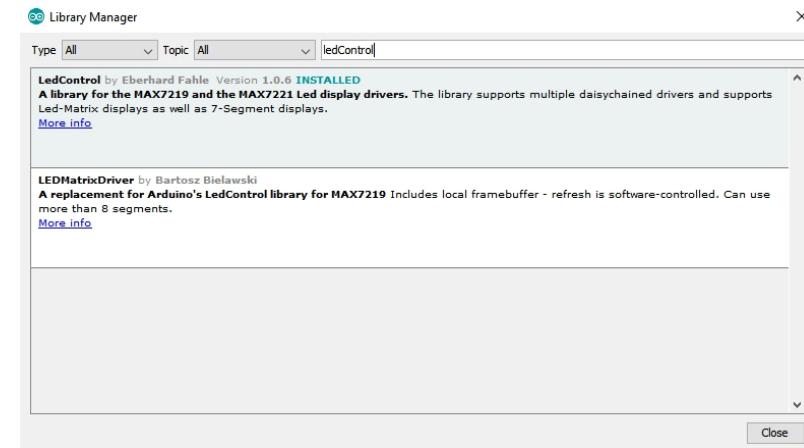 Library Manager
Type All Topic All ledControl
LedControl by Eberhard Fahle Version 1.0.6 INSTALLED
A library for the MAX7219 and the MAX7221 Led display drivers. The library supports multiple daisychained drivers and supports
Led-Matrix displays as well as 7-Segment displays.
More info
LEDMatrixDriver by Bartosz Bielawski
A replacement for Arduino's LedControl library for MAX7219 Includes local framebuffer - refresh is software-controlled. Can use
more than 8 segments.
More info
Close